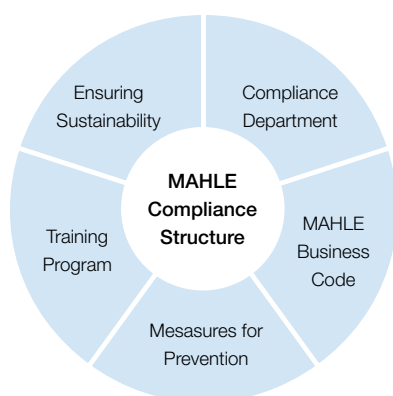 Ensuring
Sustainability
Compliance
Department
MAHLE
Compliance
Structure
MAHLE
Business
Code
Mesasures for
Prevention
Training
Program